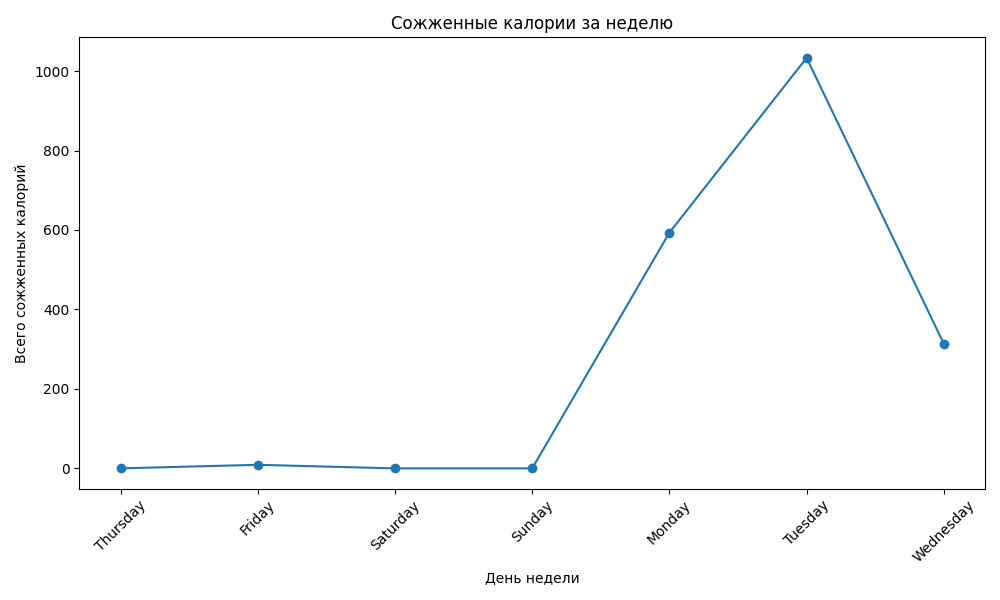 Сожженные калории за неделю
Всего сожженных калорий
1000
800
600
400
200
0
Thursday
Friday
Saturday
Sunday
Monday
Tuesday
Wednesday
День недели